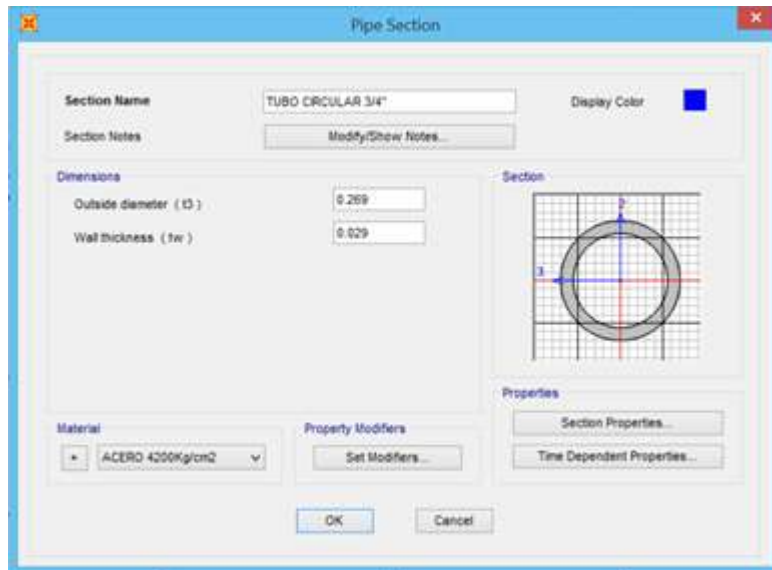 Pipe Section
x
Section Name
TUBO CIRCULAR 3/4"
Display Color
Section Notes
Modify/Show Notes...
Dimensions
Outside diameter ( t3 )
0.269
Wall thickness ( tw )
0.029
Section
2
3
Properties
Section Properties...
Time Dependent Properties...
Material
+ ACERO 4200Kg/cm2
Property Modifiers
Set Modifiers...
OK
Cancel